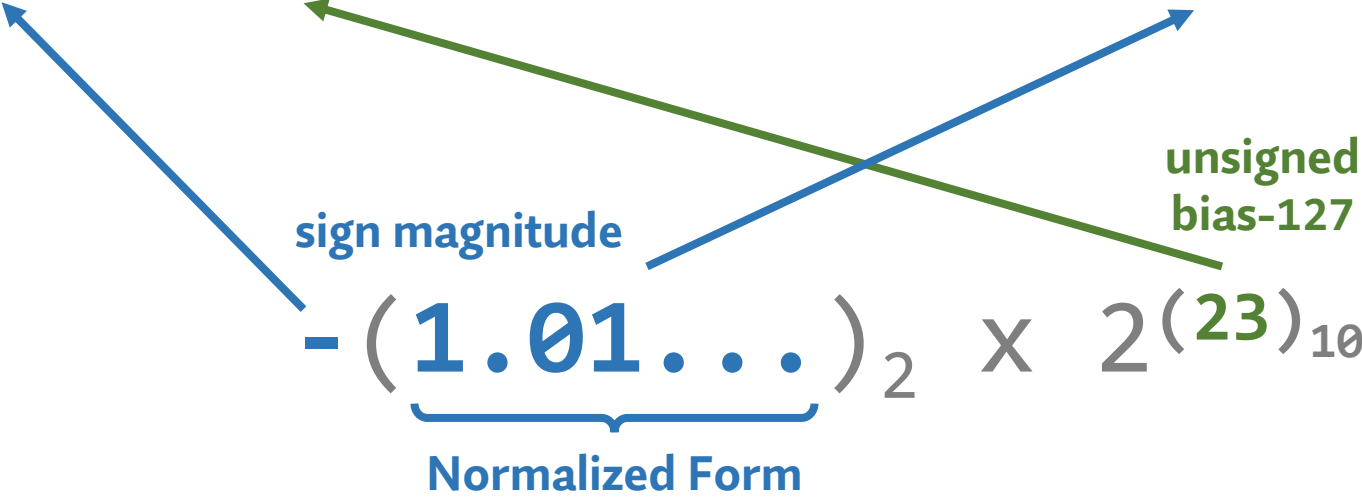 unsigned
bias-127
sign magnitude
-(1.01...)2 x 2(23)10
Normalized Form